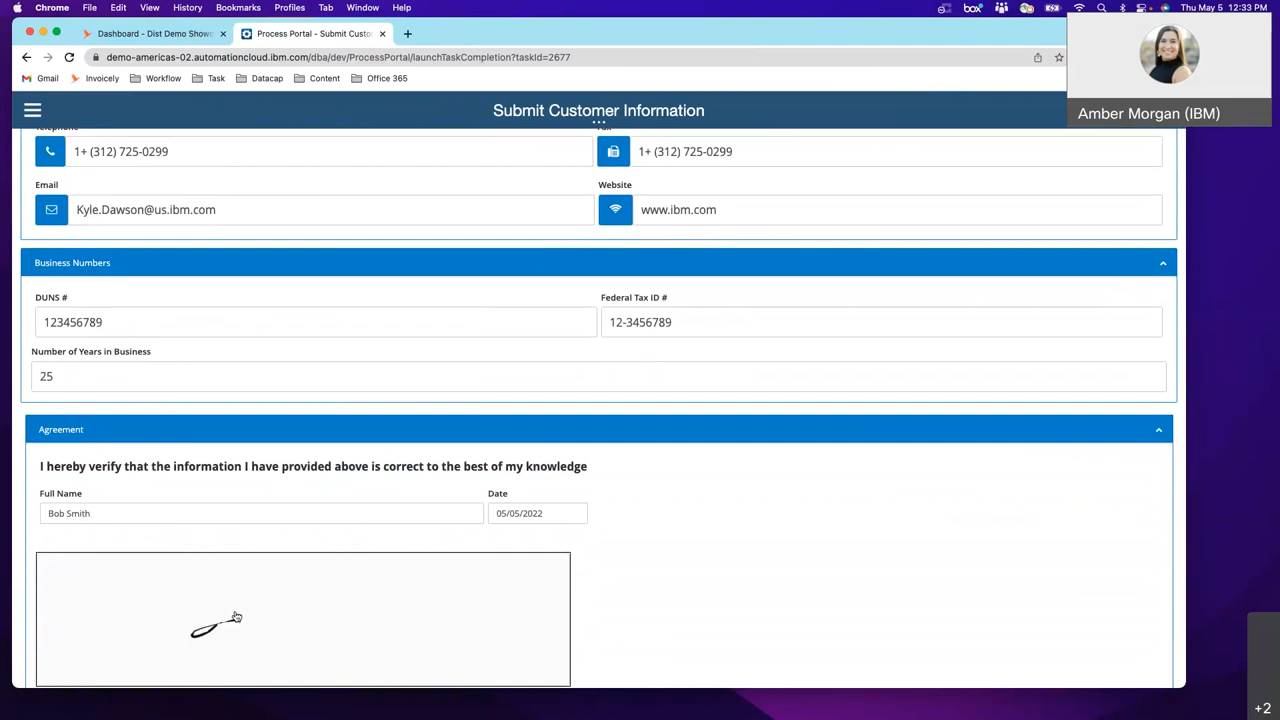 Chrome File Edit View History Bookmarks Profiles Tab Window Help box Thu May 5 12:33 PM
Dashboard - Dist Demo Showc Process Portal - Submit Custo
demo-americas-02.automationcloud.ibm.com/dba/dev/ProcessPortal/launchTaskCompletion?taskId=2677
Gmail Invoicely Workflow Task Datacap Content Office 365
Amber Morgan (IBM)
Submit Customer Information
1+ (312) 725-0299 1+ (312) 725-0299
Email Website
Kyle.Dawson@us.ibm.com www.ibm.com
Business Numbers
DUNS # Federal Tax ID #
123456789 12-3456789
Number of Years in Business
25
Agreement
I hereby verify that the information I have provided above is correct to the best of my knowledge
Full Name Date
Bob Smith 05/05/2022
+2